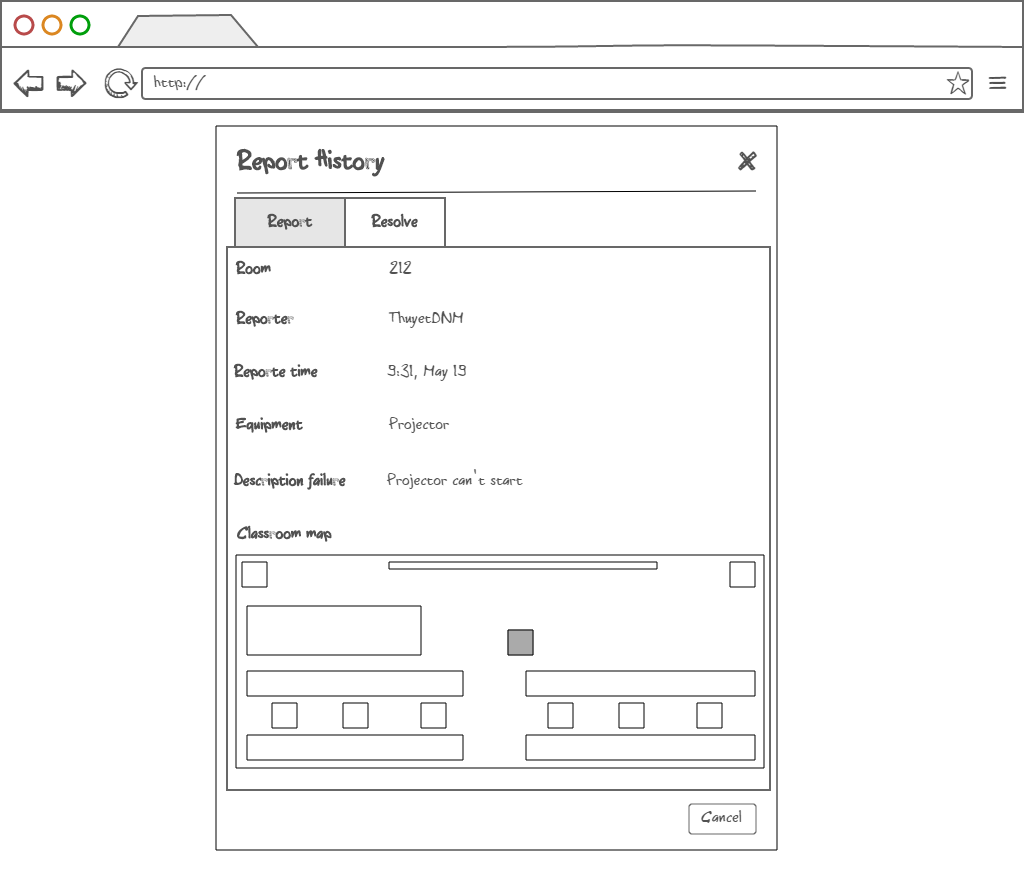 http://
Report History
Report Resolve
Room 212
Reporter ThuyetDNH
Reporte time 9:31, May 19
Equipment Projector
Description failure Projector can't start
Classroom map
Cancel